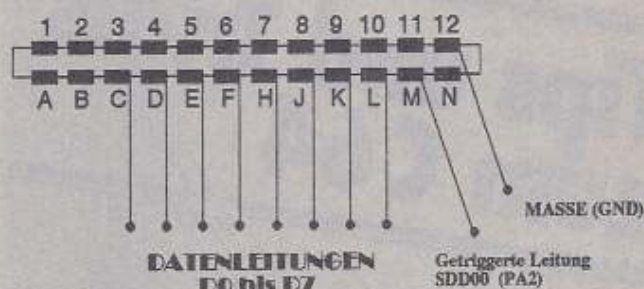 1 2 3 4 5 6 7 8 9 10 11 12
A B C D E F H J K L M N
MASSE (GND)
DATENLEITUNGEN
D0 bis D7
Getriggerte Leitung
SDD00 (PA2)